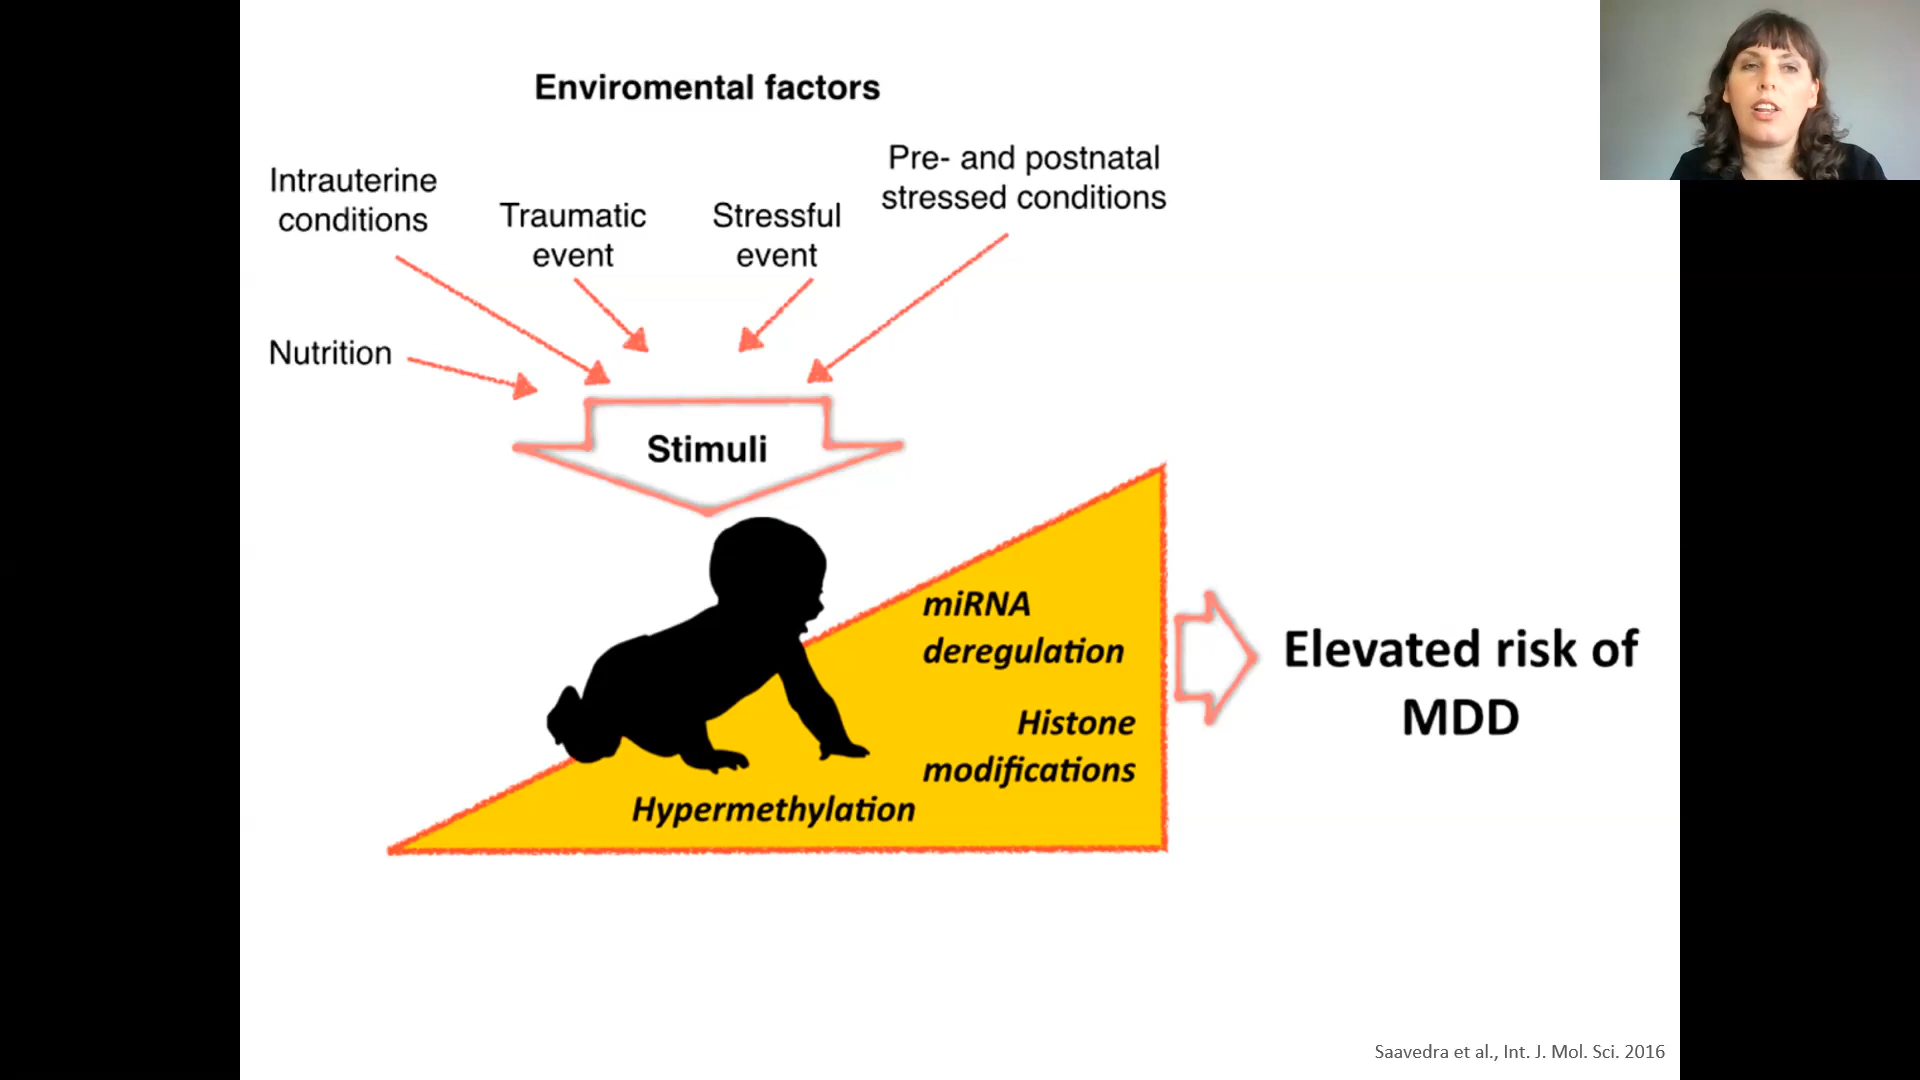 Enviromental factors
Intrauterine
conditions
Traumatic
event
Stressful
event
Pre- and postnatal
stressed conditions
Nutrition
Stimuli
miRNA
deregulation
Histone
modifications
Hypermethylation
Elevated risk of
MDD
Saavedra et al., Int. J. Mol. Sci. 2016